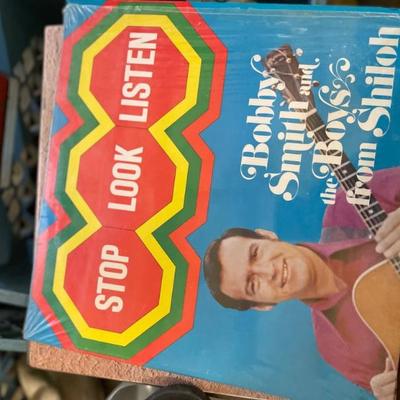 STOP LOOK LISTEN
Bobby
Smith and
the Boys
from Shiloh